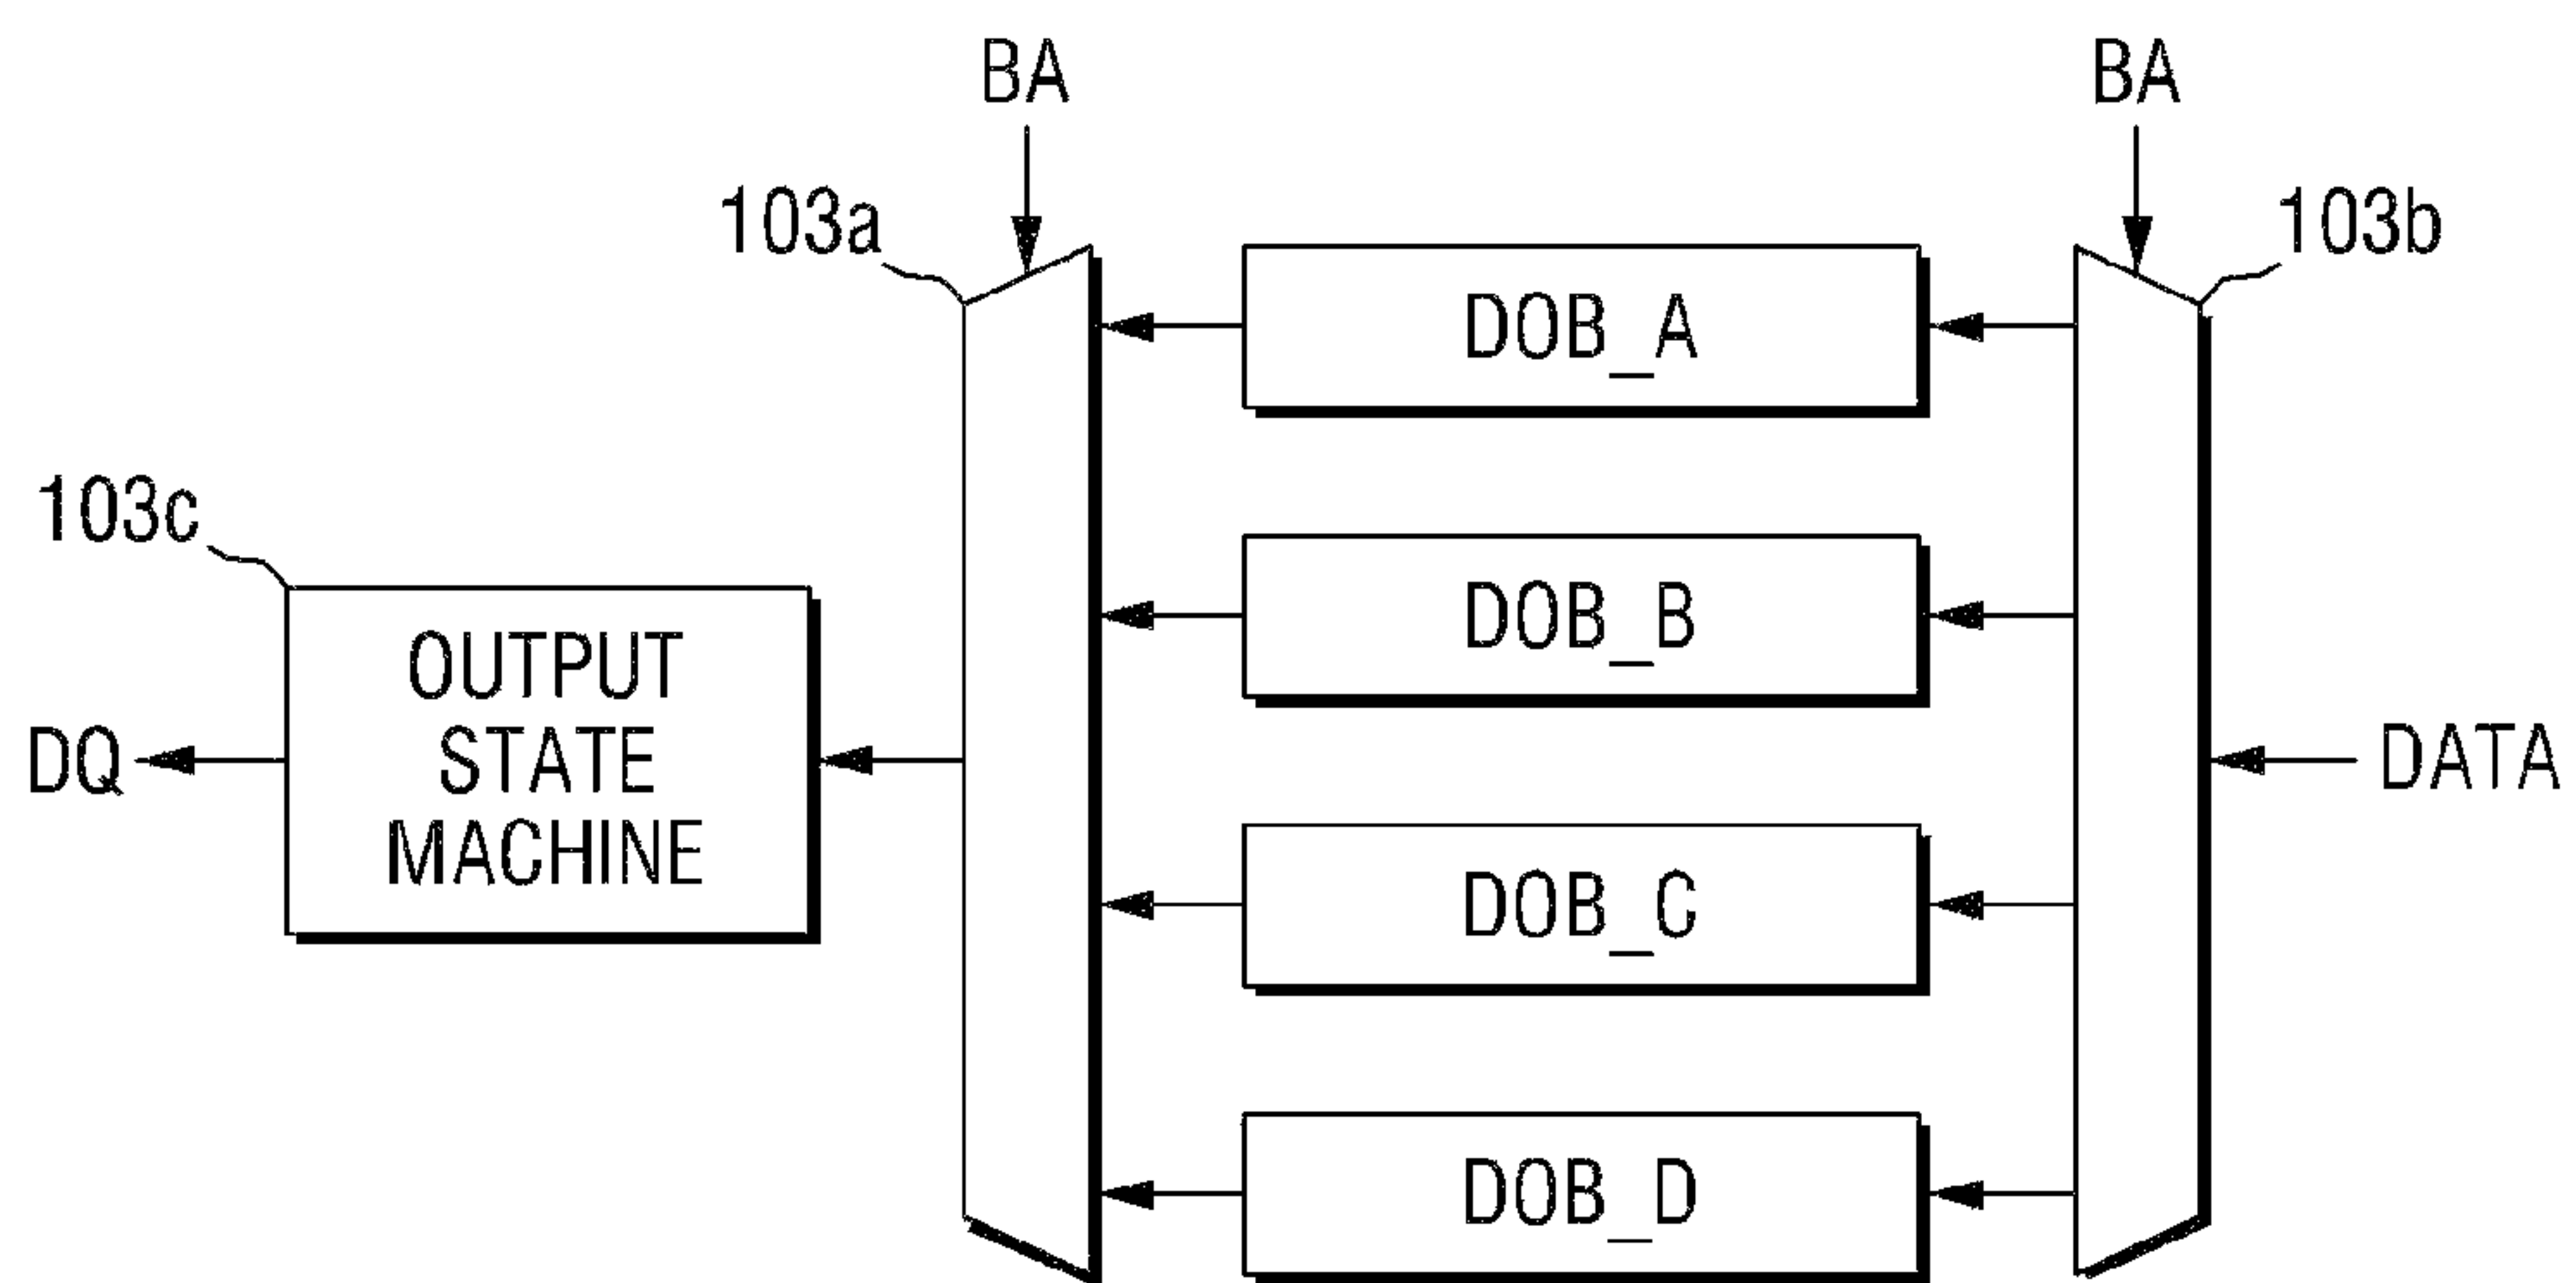 BA
BA
103a
103b
DOB_A
103c
DOB_B
OUTPUT
STATE
MACHINE
DQ
DATA
DOB_C
DOB_D